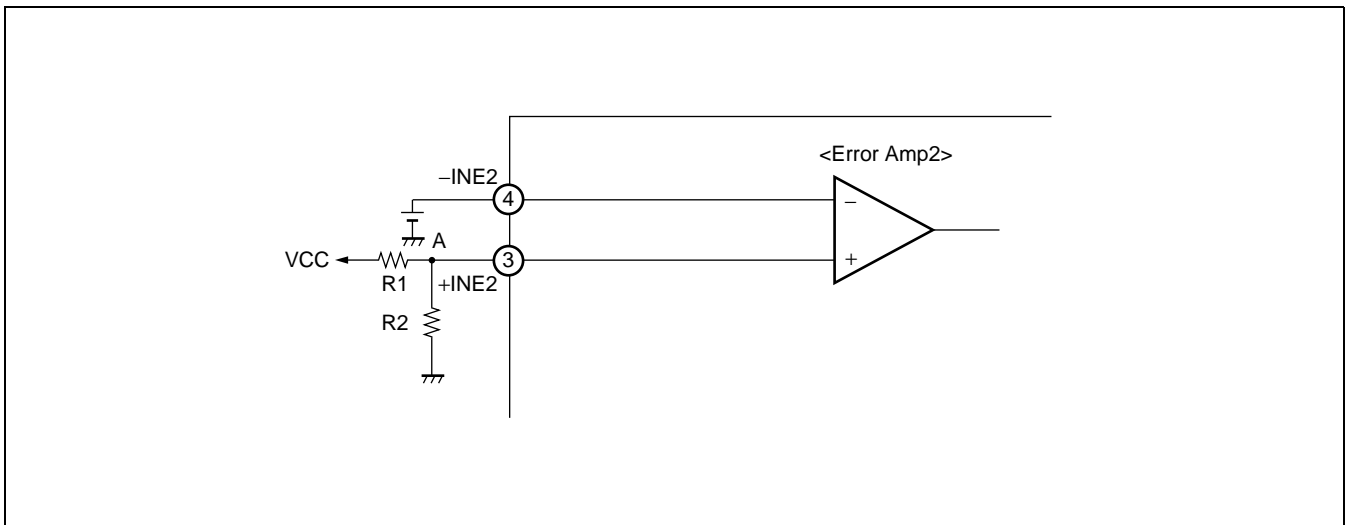 <Error Amp2>
−INE2
4
−
A
VCC
3
+
R1
+INE2
R2